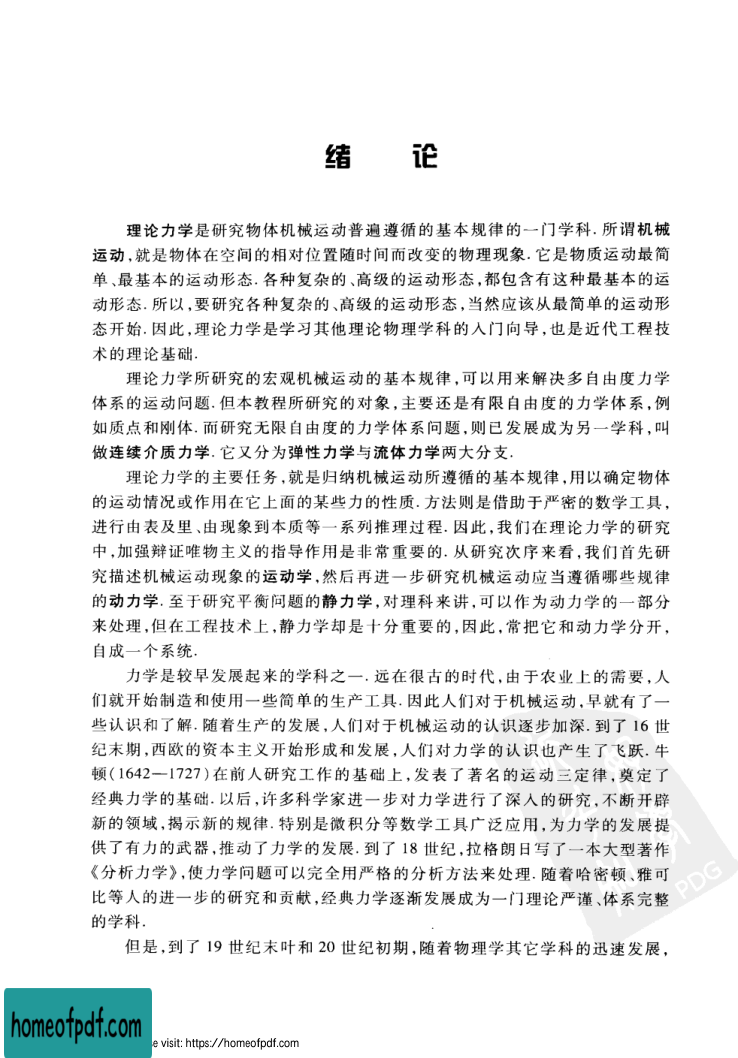 绪 论
理论力学是研究物体机械运动普遍遵循的基本规律的一门学科. 所谓机械
运动,就是物体在空间的相对位置随时间而改变的物理现象. 它是物质运动最简
单、最基本的运动形态. 各种复杂的、高级的运动形态,都包含有这种最基本的运
动形态. 所以,要研究各种复杂的、高级的运动形态,当然应该从最简单的运动形
态开始. 因此,理论力学是学习其他理论物理学科的入门向导,也是近代工程技
术的理论基础.
理论力学所研究的宏观机械运动的基本规律,可以用来解决多自由度力学
体系的运动问题. 但本教程所研究的对象,主要还是有限自由度的力学体系,例
如质点和刚体. 而研究无限自由度的力学体系问题,则已发展成为另一学科,叫
做连续介质力学. 它又分为弹性力学与流体力学两大分支.
理论力学的主要任务,就是归纳机械运动所遵循的基本规律,用以确定物体
的运动情况或作用在它上面的某些力的性质. 方法则是借助于严密的数学工具,
进行由表及里、由现象到本质等一系列推理过程. 因此,我们在理论力学的研究
中,加强辩证唯物主义的指导作用是非常重要的. 从研究次序来看,我们首先研
究描述机械运动现象的运动学,然后再进一步研究机械运动应当遵循哪些规律
的动力学. 至于研究平衡问题的静力学,对理科来讲,可以作为动力学的一部分
来处理,但在工程技术上,静力学却是十分重要的,因此,常把它和动力学分开,
自成一个系统.
力学是较早发展起来的学科之一. 远在很古的时代,由于农业上的需要,人
们就开始制造和使用一些简单的生产工具. 因此人们对于机械运动,早就有了一
些认识和了解. 随着生产的发展,人们对于机械运动的认识逐步加深. 到了 16 世
纪末期,西欧的资本主义开始形成和发展,人们对力学的认识也产生了飞跃. 牛
顿(1642—1727)在前人研究工作的基础上,发表了著名的运动三定律,奠定了
经典力学的基础. 以后,许多科学家进一步对力学进行了深入的研究,不断开辟
新的领域,揭示新的规律. 特别是微积分等数学工具广泛应用,为力学的发展提
供了有力的武器,推动了力学的发展. 到了 18 世纪,拉格朗日写了一本大型著作
《分析力学》,使力学问题可以完全用严格的分析方法来处理. 随着哈密顿、雅可
比等人的进一步的研究和贡献,经典力学逐渐发展成为一门理论严谨、体系完整
的学科.
但是,到了 19 世纪末叶和 20 世纪初期,随着物理学其它学科的迅速发展,
PDG
homeofpdf.com
e visit: https://homeofpdf.com